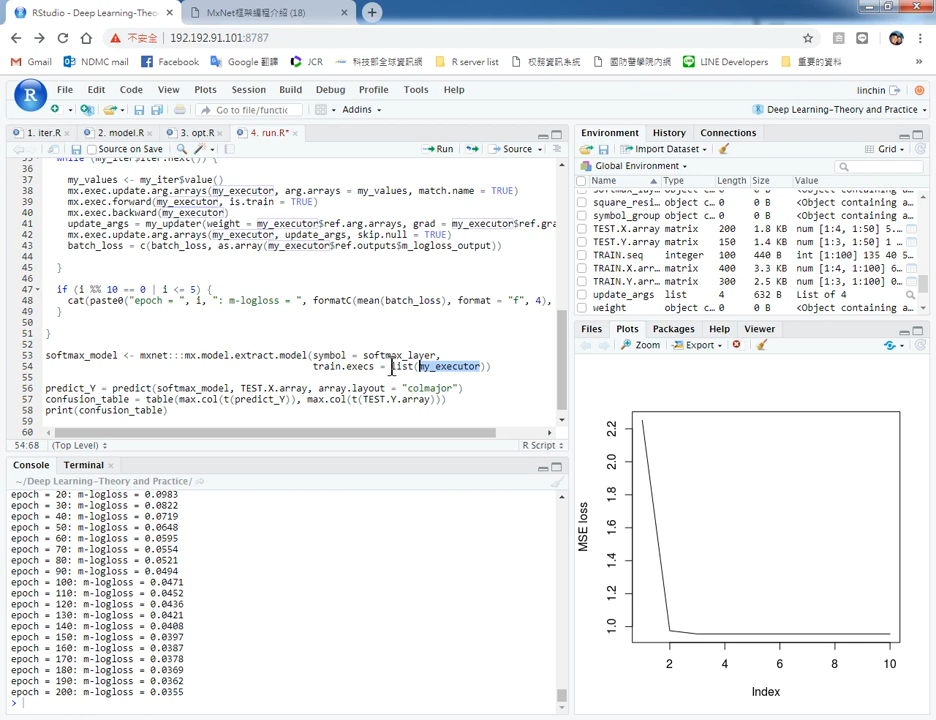 RStudio - Deep Learning-Theo
MxNet框架編程介紹 (18)
不安全
192.192.91.101:8787
Gmail
NDMC mail
Facebook
Google 翻譯
JCR
科技部全球資訊網
R server list
校務資訊系統
國防醫學院內網
LINE Developers
重要的資料
R
File Edit Code View Plots Session Build Debug Profile Tools Help
linchin
Go to file/function
Addins
Deep Learning-Theory and Practice
1. iter.R
2. model.R
3. opt.R
4. run.R*
Source on Save
Run
Source
35 while (my_iter$iter.next()) {
36
37 my_values <- my_iter$value()
38 mx.exec.update.arg.arrays(my_executor, arg.arrays = my_values, match.name = TRUE)
39 mx.exec.forward(my_executor, is.train = TRUE)
40 mx.exec.backward(my_executor)
41 update_args = my_updater(weight = my_executor$ref.arg.arrays, grad = my_executor$ref.gra
42 mx.exec.update.arg.arrays(my_executor, update_args, skip.null = TRUE)
43 batch_loss = c(batch_loss, as.array(my_executor$ref.outputs$m_logloss_output))
44
45 }
46
47 if (i %% 10 == 0 | i <= 5) {
48 cat(paste0("epoch = ", i, ": m-logloss = ", formatC(mean(batch_loss), format = "f", 4),
49 }
50
51 }
52
53 softmax_model <- mxnet:::mx.model.extract.model(symbol = softmax_layer,
54 train.execs = list(my_executor))
55
56 predict_Y = predict(softmax_model, TEST.X.array, array.layout = "colmajor")
57 confusion_table = table(max.col(t(predict_Y)), max.col(t(TEST.Y.array)))
58 print(confusion_table)
59
60
54:68 (Top Level) R Script
Console Terminal
~/Deep Learning-Theory and Practice/
epoch = 20: m-logloss = 0.0983
epoch = 30: m-logloss = 0.0822
epoch = 40: m-logloss = 0.0719
epoch = 50: m-logloss = 0.0648
epoch = 60: m-logloss = 0.0595
epoch = 70: m-logloss = 0.0554
epoch = 80: m-logloss = 0.0521
epoch = 90: m-logloss = 0.0494
epoch = 100: m-logloss = 0.0471
epoch = 110: m-logloss = 0.0452
epoch = 120: m-logloss = 0.0436
epoch = 130: m-logloss = 0.0421
epoch = 140: m-logloss = 0.0408
epoch = 150: m-logloss = 0.0397
epoch = 160: m-logloss = 0.0387
epoch = 170: m-logloss = 0.0378
epoch = 180: m-logloss = 0.0369
epoch = 190: m-logloss = 0.0362
epoch = 200: m-logloss = 0.0355
>
Environment History Connections
Import Dataset
Grid
Global Environment
Name Type Length Size Value
softmax_lay… object c… 0 0 B <Object containing a…
square_resi… object c… 0 0 B <Object containing a…
symbol_group object c… 0 0 B <Object containing a…
TEST.X.array matrix 200 1.8 KB num [1:4, 1:50] 5.…
TEST.Y.array matrix 150 1.4 KB num [1:3, 1:50] 1 …
TRAIN.seq integer 100 440 B int [1:100] 135 40 5…
TRAIN.X.arr… matrix 400 3.3 KB num [1:4, 1:100] 6…
TRAIN.Y.arr… matrix 300 2.5 KB num [1:3, 1:100] 0…
update_args list 4 632 B List of 4
weight object c… 0 0 B <Object containing a…
Files Plots Packages Help Viewer
Zoom Export
MSE loss
2.2
2.0
1.8
1.6
1.4
1.2
1.0
2 4 6 8 10
Index